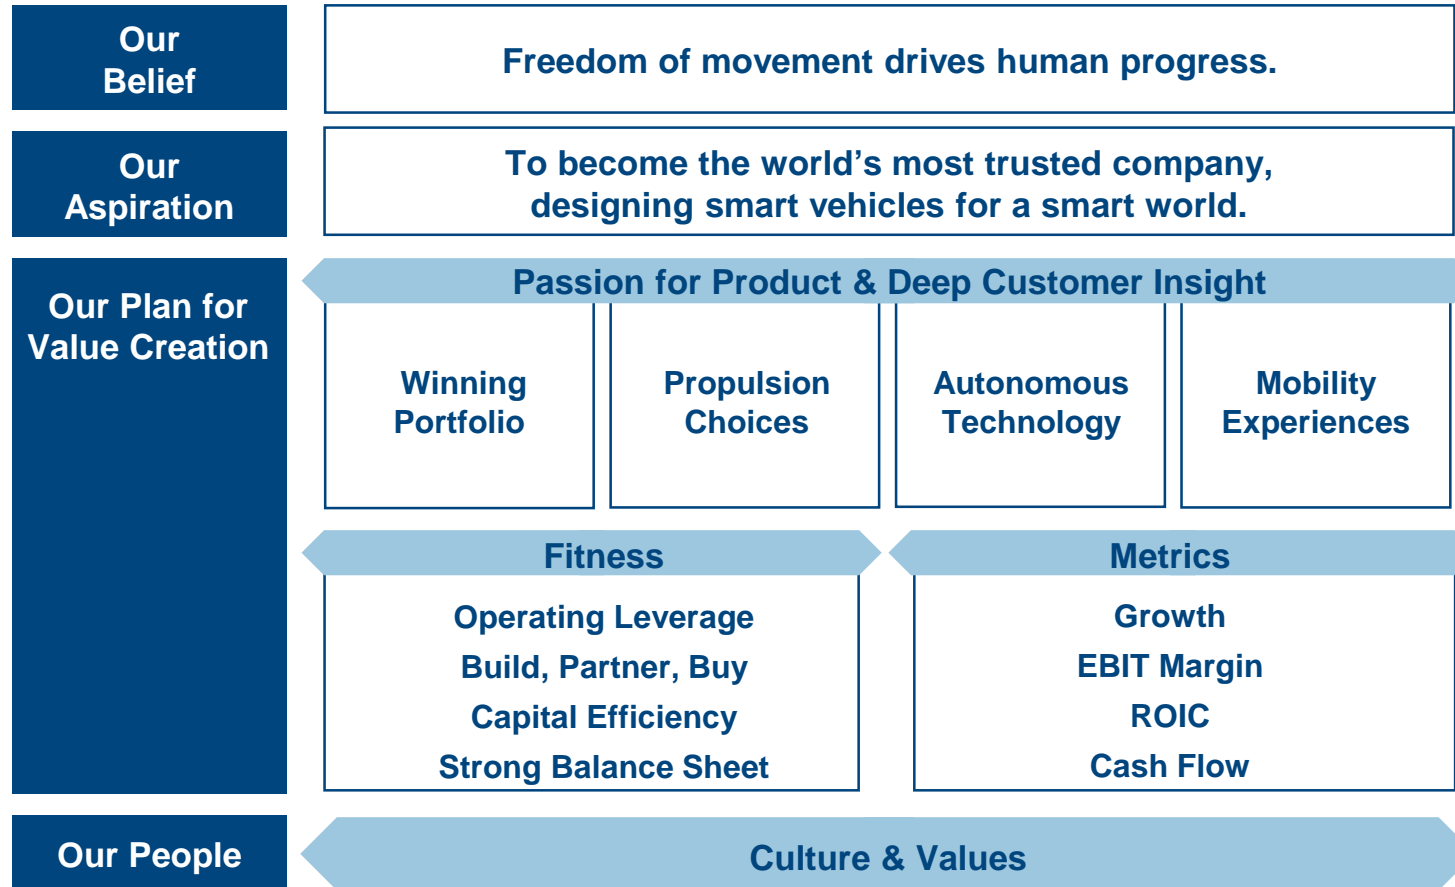 Our
Belief
Freedom of movement drives human progress.
Our
Aspiration
To become the world’s most trusted company,
designing smart vehicles for a smart world.
Our Plan for
Value Creation
Passion for Product & Deep Customer Insight
Winning
Portfolio
Propulsion
Choices
Autonomous
Technology
Mobility
Experiences
Fitness
Operating Leverage
Build, Partner, Buy
Capital Efficiency
Strong Balance Sheet
Metrics
Growth
EBIT Margin
ROIC
Cash Flow
Our People
Culture & Values